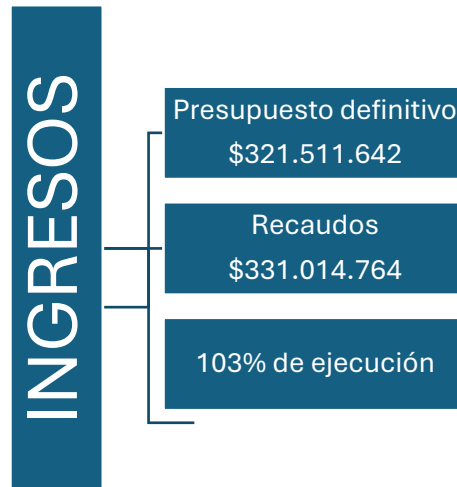 INGRESOS
Presupuesto definitivo
$321.511.642
Recaudos
$331.014.764
103% de ejecución